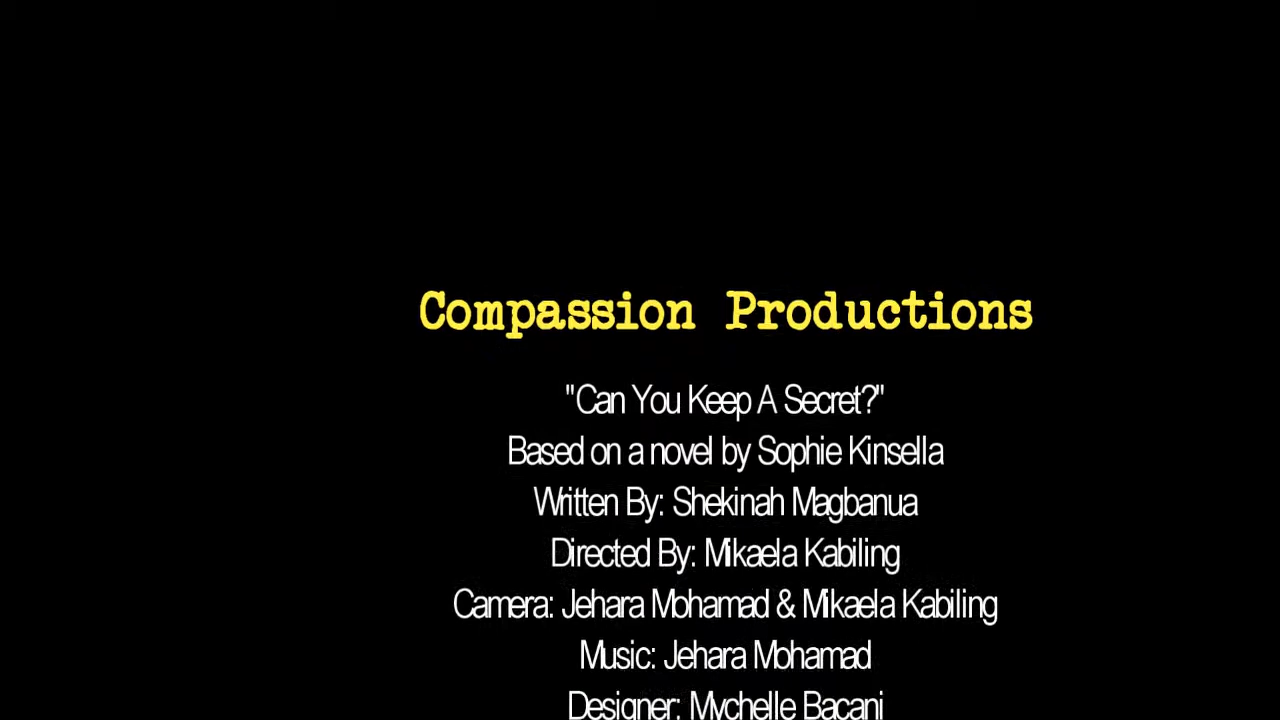 Compassion Productions
"Can You Keep A Secret?"
Based on a novel by Sophie Kinsella
Written By: Shekinah Magbanua
Directed By: Mikaela Kabiling
Camera: Jehara Mohamad & Mikaela Kabiling
Music: Jehara Mohamad
Designer: Mychelle Bacani